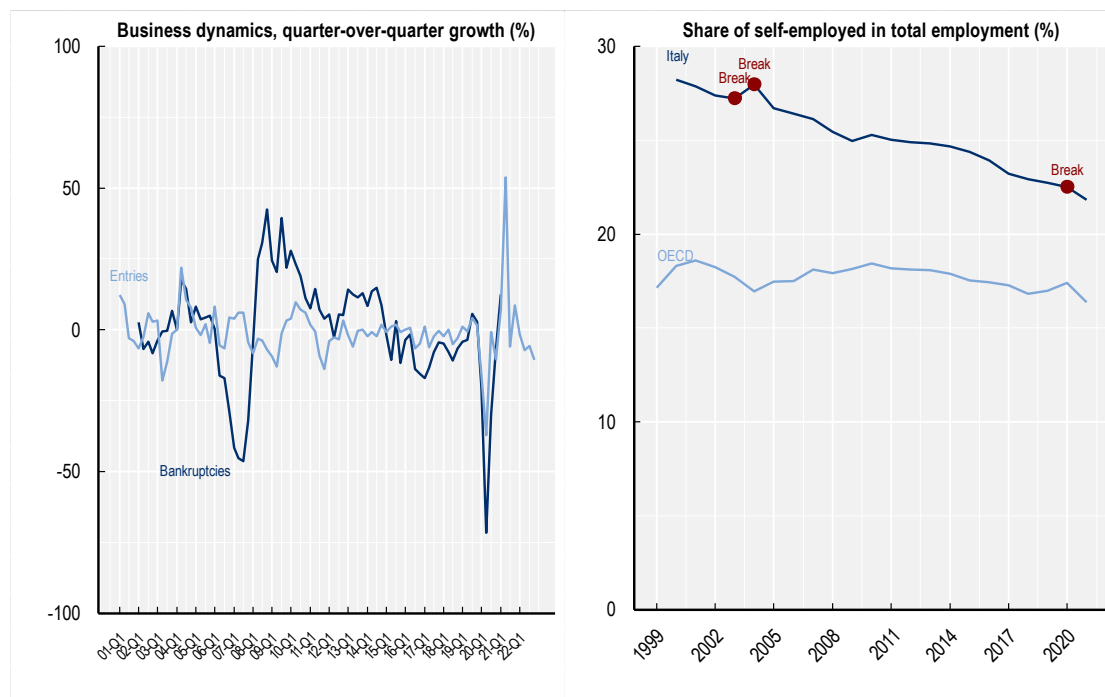 Business dynamics, quarter-over-quarter growth (%)
100
50
0
-50
-100
Entries
Bankruptcies
01-Q1
02-Q1
03-Q1
04-Q1
05-Q1
06-Q1
07-Q1
08-Q1
09-Q1
10-Q1
11-Q1
12-Q1
13-Q1
14-Q1
15-Q1
16-Q1
17-Q1
18-Q1
19-Q1
20-Q1
21-Q1
22-Q1
Share of self-employed in total employment (%)
30
20
10
0
Italy
Break
Break
Break
OECD
1999
2002
2005
2008
2011
2014
2017
2020